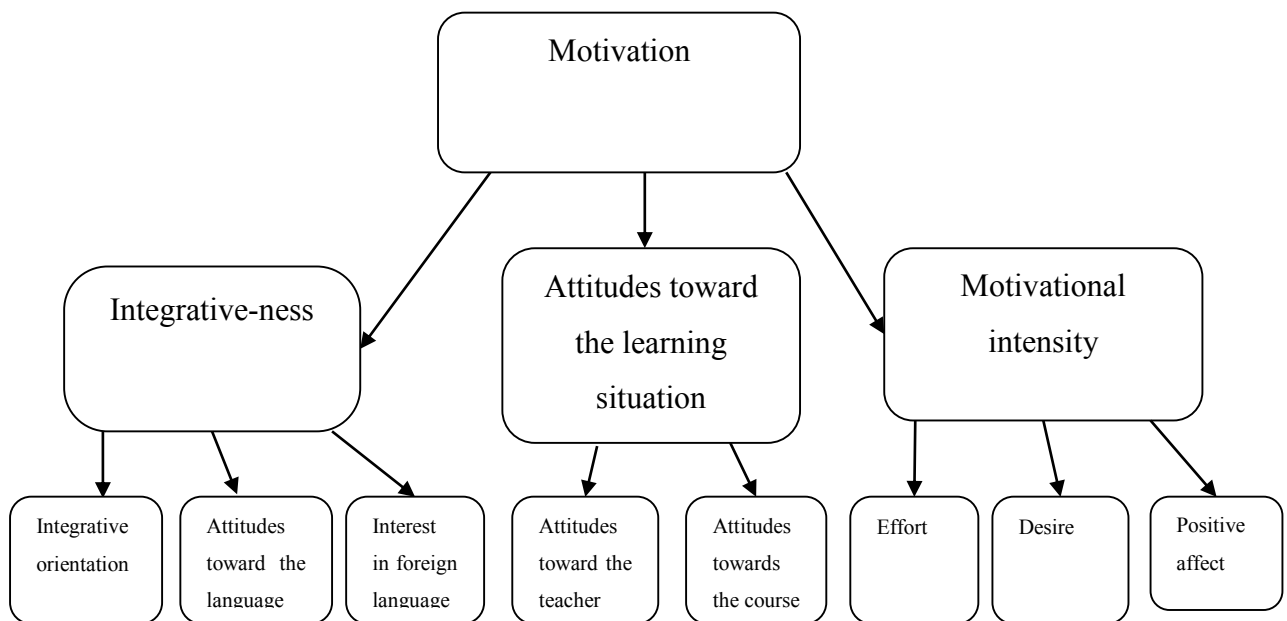 Motivation
Integrative-ness
Attitudes toward
the learning
situation
Motivational
intensity
Integrative
orientation
Attitudes
toward the
language
Interest
in foreign
language
Attitudes
toward the
teacher
Attitudes
towards
the course
Effort
Desire
Positive
affect